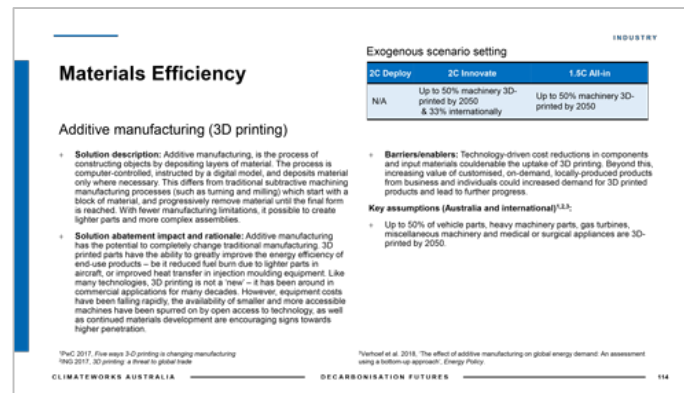 INDUSTRY
Materials Efficiency
Exogenous scenario setting
2C Deploy 2C Innovate 1.5C All-in
N/A
Up to 50% machinery 3D-
printed by 2050
& 33% internationally
Up to 50% machinery 3D-
printed by 2050
Additive manufacturing (3D printing)
+ Solution description: Additive manufacturing, is the process of
constructing objects by depositing layers of material. The process is
computer-controlled, instructed by a digital model, and deposits material
only where necessary. This differs from traditional subtractive machining
manufacturing processes (such as turning and milling) which start with a
block of material, and progressively remove material until the final form
is reached. With fewer manufacturing limitations, it is possible to create
lighter parts and more complex assemblies.
+ Solution abatement impact and rationale: Additive manufacturing
has the potential to completely change traditional manufacturing. 3D
printed parts have the ability to greatly improve the energy efficiency of
end-use products – be it reduced fuel burn due to lighter parts in
aircraft, or improved heat transfer in injection moulding equipment. Like
many technologies, 3D printing is not a 'new' – it has been around in
commercial applications for many decades. However, equipment costs
have been falling rapidly, the availability of smaller and more accessible
machines have been spurred on by open access to technology, as well
as continued materials development are encouraging signs towards
higher penetration.
+ Barriers/enablers: Technology-driven cost reductions in components
and input materials couldenable the uptake of 3D printing. Beyond this,
increasing value of customised, on-demand, locally-produced products
from business and individuals could increased demand for 3D printed
products and lead to further progress.
Key assumptions (Australia and international)1,2,3:
+ Up to 50% of vehicle parts, heavy machinery parts, gas turbines,
miscellaneous machinery and medical or surgical appliances are 3D-
printed by 2050.
1PwC 2017, Five ways 3-D printing is changing manufacturing
2ING 2017, 3D printing: a threat to global trade
3Verhoef et al. 2018, 'The effect of additive manufacturing on global energy demand: An assessment
using a bottom-up approach', Energy Policy.
CLIMATEWORKS AUSTRALIA DECARBONISATION FUTURES 114